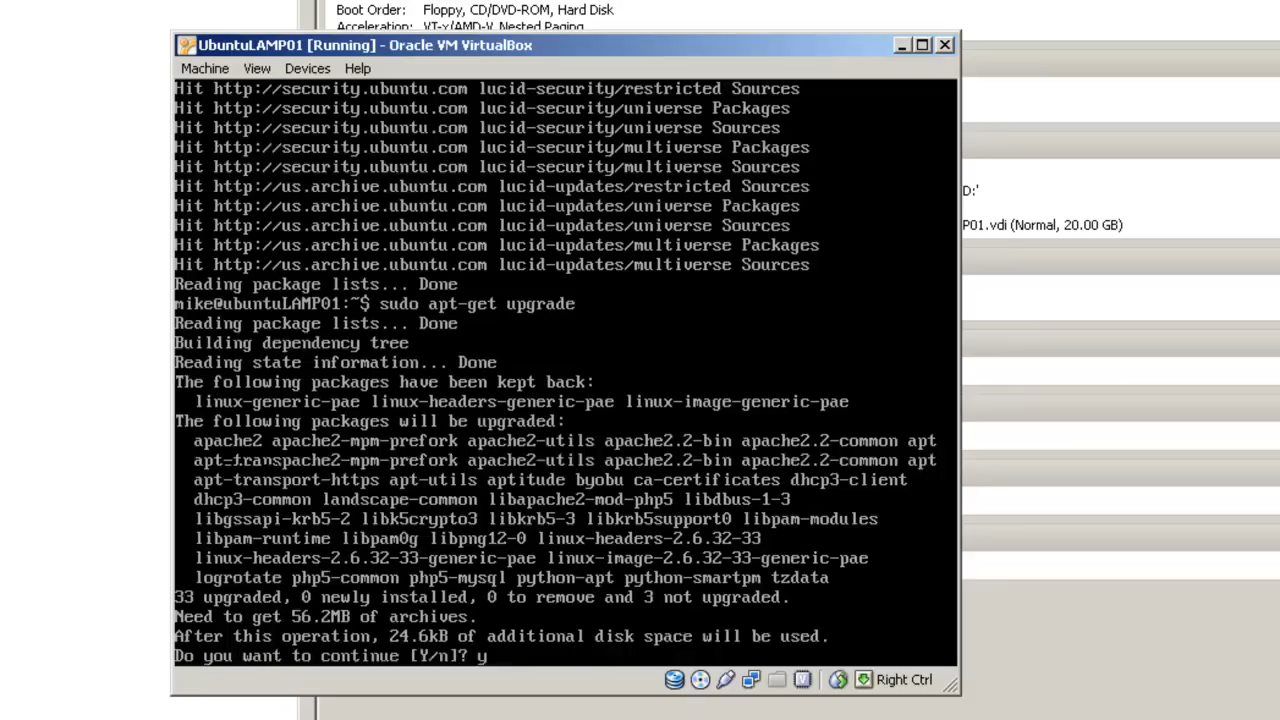 Boot Order: Floppy, CD/DVD-ROM, Hard Disk
Acceleration: VT-x/AMD-V, Nested Paging
UbuntuLAMP01 [Running] - Oracle VM VirtualBox
Machine View Devices Help
Hit http://security.ubuntu.com lucid-security/restricted Sources
Hit http://security.ubuntu.com lucid-security/universe Packages
Hit http://security.ubuntu.com lucid-security/universe Sources
Hit http://security.ubuntu.com lucid-security/multiverse Packages
Hit http://security.ubuntu.com lucid-security/multiverse Sources
Hit http://us.archive.ubuntu.com lucid-updates/restricted Sources
Hit http://us.archive.ubuntu.com lucid-updates/universe Packages
Hit http://us.archive.ubuntu.com lucid-updates/universe Sources
Hit http://us.archive.ubuntu.com lucid-updates/multiverse Packages
Hit http://us.archive.ubuntu.com lucid-updates/multiverse Sources
Reading package lists... Done
mike@ubuntuLAMP01:~$ sudo apt-get upgrade
Reading package lists... Done
Building dependency tree
Reading state information... Done
The following packages have been kept back:
linux-generic-pae linux-headers-generic-pae linux-image-generic-pae
The following packages will be upgraded:
apache2 apache2-mpm-prefork apache2-utils apache2.2-bin apache2.2-common apt
apt-transpache2-mpm-prefork apache2-utils apache2.2-bin apache2.2-common apt
apt-transport-https apt-utils aptitude byobu ca-certificates dhcp3-client
dhcp3-common landscape-common libapache2-mod-php5 libdbus-1-3
libgssapi-krb5-2 libk5crypto3 libkrb5-3 libkrb5support0 libpam-modules
libpam-runtime libpam0g libpng12-0 linux-headers-2.6.32-33
linux-headers-2.6.32-33-generic-pae linux-image-2.6.32-33-generic-pae
logrotate php5-common php5-mysql python-apt python-smartpm tzdata
33 upgraded, 0 newly installed, 0 to remove and 3 not upgraded.
Need to get 56.2MB of archives.
After this operation, 24.6kB of additional disk space will be used.
Do you want to continue [Y/n]? y
Right Ctrl
D:'
P01.vdi (Normal, 20.00 GB)